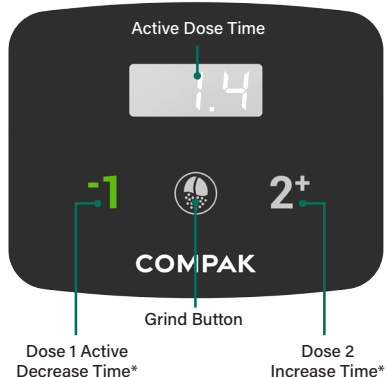 Active Dose Time
1.4
-1
2+
COMPAK
Grind Button
Dose 1 Active
Decrease Time*
Dose 2
Increase Time*